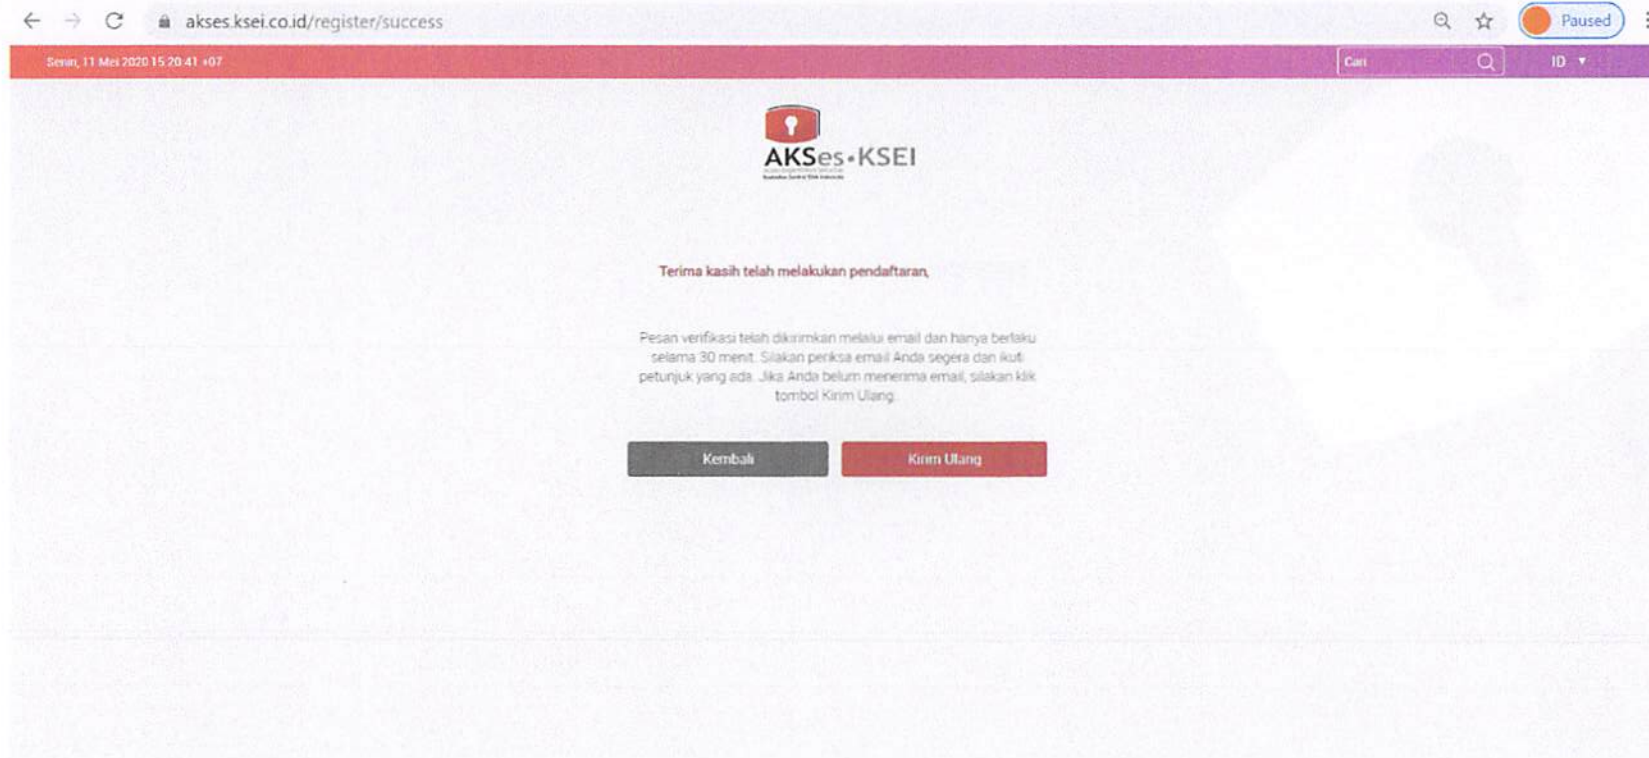 akses.ksei.co.id/register/success
Paused
Senin, 11 Mei 2020 15:20:41 +07
Cari
ID
AKSes•KSEI
Terima kasih telah melakukan pendaftaran,
Pesan verifikasi telah dikirimkan melalui email dan hanya berlaku
selama 30 menit. Silakan periksa email Anda segera dan ikuti
petunjuk yang ada. Jika Anda belum menerima email, silakan klik
tombol Kirim Ulang.
Kembali
Kirim Ulang